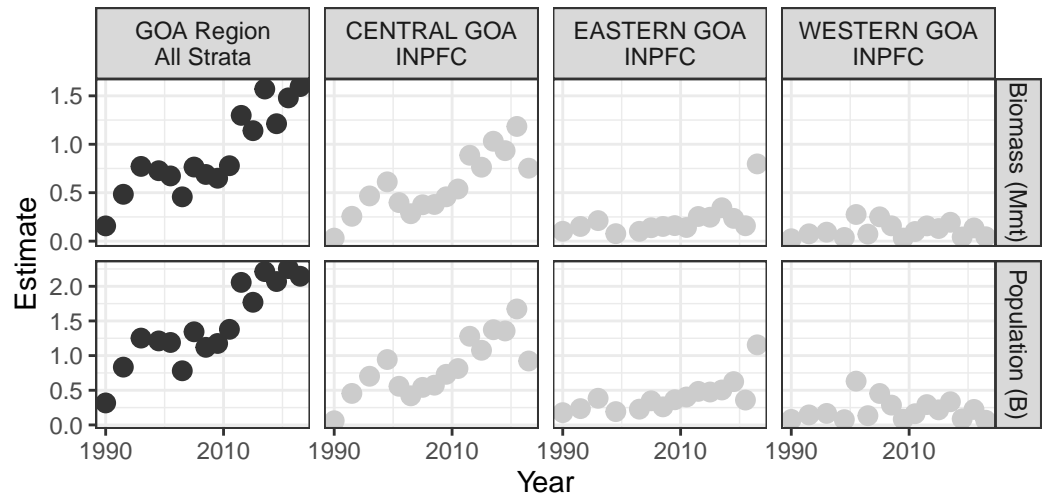 GOA Region
All Strata
CENTRAL GOA
INPFC
EASTERN GOA
INPFC
WESTERN GOA
INPFC
Estimate
1.5
1.0
0.5
0.0
Biomass (Mmt)
2.0
1.5
1.0
0.5
0.0
Population (B)
1990 2010 1990 2010 1990 2010 1990 2010
Year